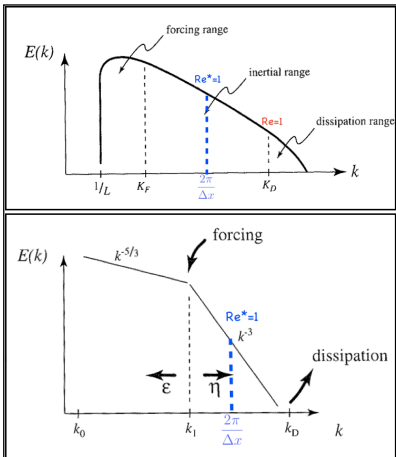 forcing range
E(k)
Re*=1
inertial range
Re=1
dissipation range
k
1/L
K_F
2π/Δx
K_D
forcing
E(k)
k^{-5/3}
Re*=1
k^{-3}
dissipation
ε
η
k_0
k_1
2π/Δx
k_D
k